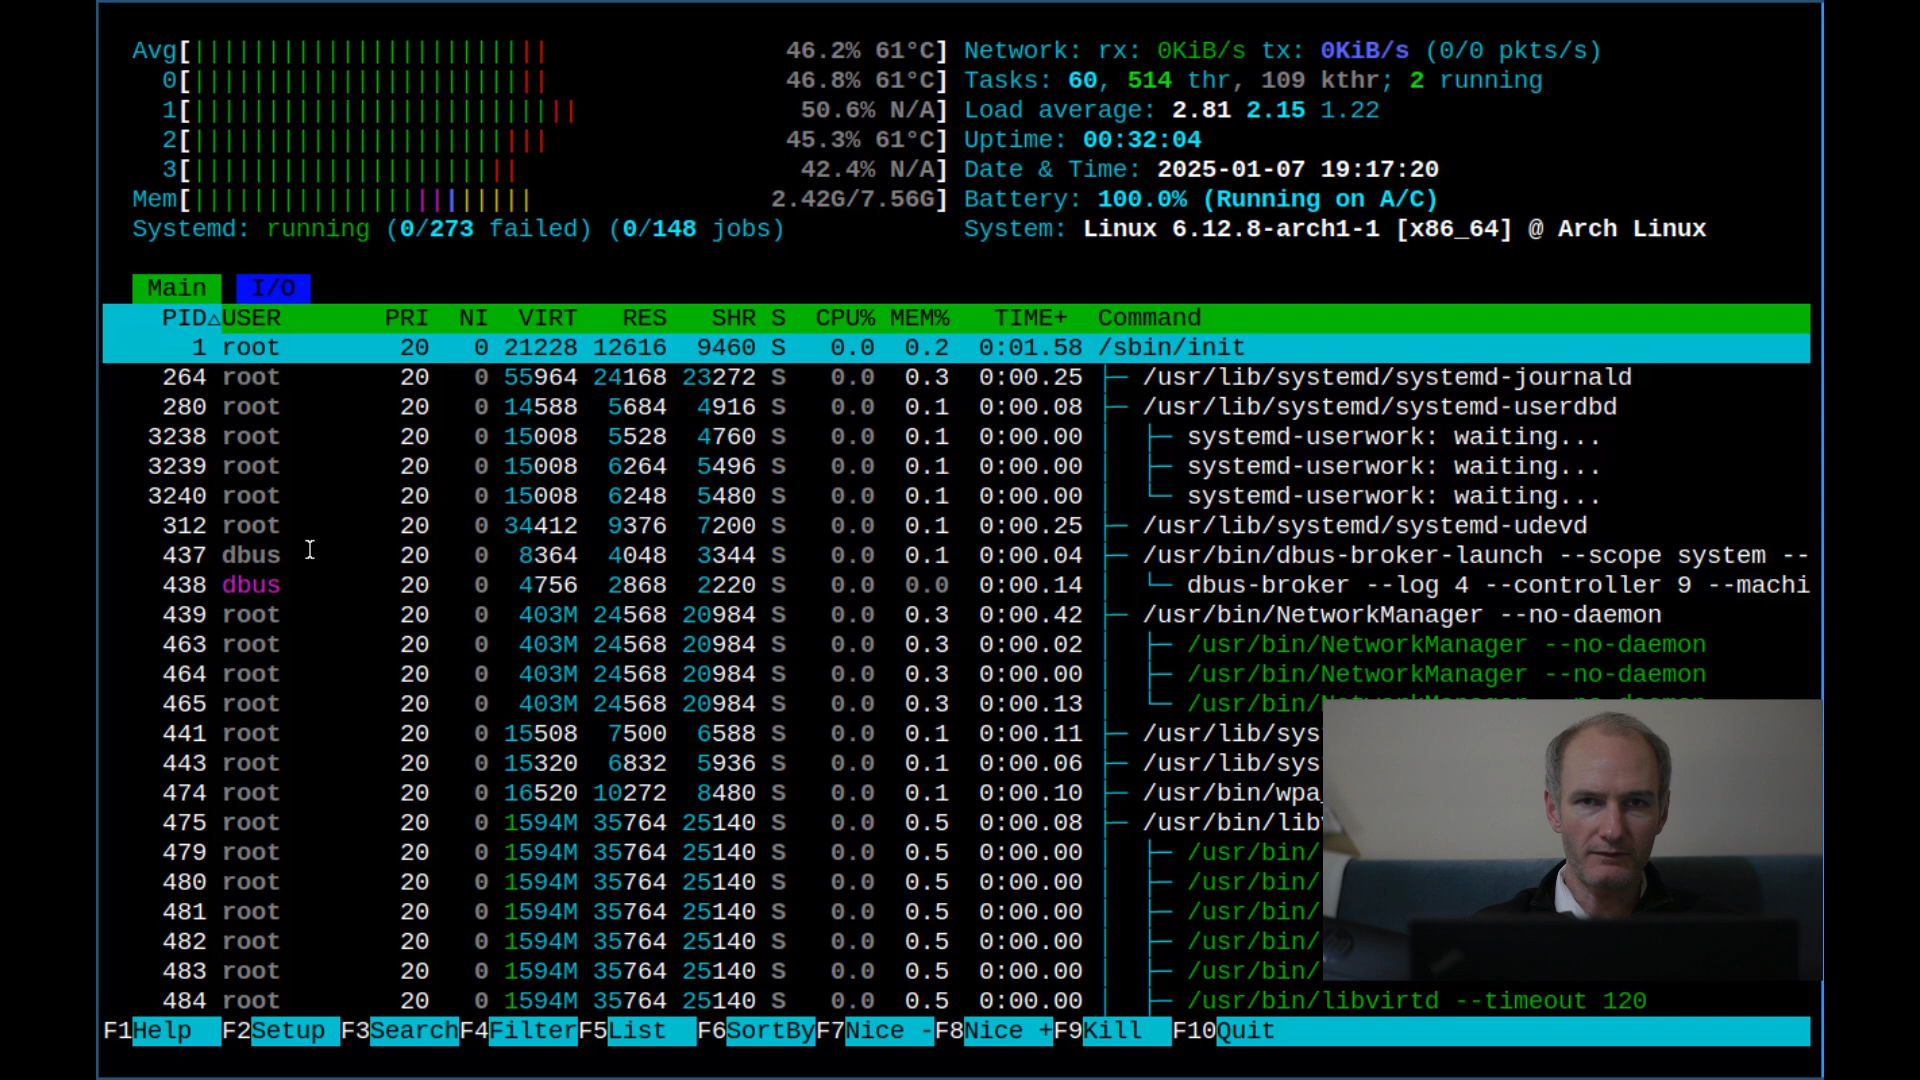 Avg[ 46.2% 61°C] Network: rx: 0KiB/s tx: 0KiB/s (0/0 pkts/s)
0[ 46.8% 61°C] Tasks: 60, 514 thr, 109 kthr; 2 running
1[ 50.6% N/A] Load average: 2.81 2.15 1.22
2[ 45.3% 61°C] Uptime: 00:32:04
3[ 42.4% N/A] Date & Time: 2025-01-07 19:17:20
Mem[ 2.42G/7.56G] Battery: 100.0% (Running on A/C)
Systemd: running (0/273 failed) (0/148 jobs) System: Linux 6.12.8-arch1-1 [x86_64] @ Arch Linux
Main I/O
PID△USER PRI NI VIRT RES SHR S CPU% MEM% TIME+ Command
1 root 20 0 21228 12616 9460 S 0.0 0.2 0:01.58 /sbin/init
264 root 20 0 55964 24168 23272 S 0.0 0.3 0:00.25 /usr/lib/systemd/systemd-journald
280 root 20 0 14588 5684 4916 S 0.0 0.1 0:00.08 /usr/lib/systemd/systemd-userdbd
3238 root 20 0 15008 5528 4760 S 0.0 0.1 0:00.00 systemd-userwork: waiting...
3239 root 20 0 15008 6264 5496 S 0.0 0.1 0:00.00 systemd-userwork: waiting...
3240 root 20 0 15008 6248 5480 S 0.0 0.1 0:00.00 systemd-userwork: waiting...
312 root 20 0 34412 9376 7200 S 0.0 0.1 0:00.25 /usr/lib/systemd/systemd-udevd
437 dbus 20 0 8364 4048 3344 S 0.0 0.1 0:00.04 /usr/bin/dbus-broker-launch --scope system --
438 dbus 20 0 4756 2868 2220 S 0.0 0.0 0:00.14 dbus-broker --log 4 --controller 9 --machi
439 root 20 0 403M 24568 20984 S 0.0 0.3 0:00.42 /usr/bin/NetworkManager --no-daemon
463 root 20 0 403M 24568 20984 S 0.0 0.3 0:00.02 /usr/bin/NetworkManager --no-daemon
464 root 20 0 403M 24568 20984 S 0.0 0.3 0:00.00 /usr/bin/NetworkManager --no-daemon
465 root 20 0 403M 24568 20984 S 0.0 0.3 0:00.13 /usr/bin/NetworkManager --no-daemon
441 root 20 0 15508 7500 6588 S 0.0 0.1 0:00.11 /usr/lib/sys
443 root 20 0 15320 6832 5936 S 0.0 0.1 0:00.06 /usr/lib/sys
474 root 20 0 16520 10272 8480 S 0.0 0.1 0:00.10 /usr/bin/wpa
475 root 20 0 1594M 35764 25140 S 0.0 0.5 0:00.08 /usr/bin/lib
479 root 20 0 1594M 35764 25140 S 0.0 0.5 0:00.00 /usr/bin/
480 root 20 0 1594M 35764 25140 S 0.0 0.5 0:00.00 /usr/bin/
481 root 20 0 1594M 35764 25140 S 0.0 0.5 0:00.00 /usr/bin/
482 root 20 0 1594M 35764 25140 S 0.0 0.5 0:00.00 /usr/bin/
483 root 20 0 1594M 35764 25140 S 0.0 0.5 0:00.00 /usr/bin/
484 root 20 0 1594M 35764 25140 S 0.0 0.5 0:00.00 /usr/bin/libvirtd --timeout 120
F1Help F2Setup F3SearchF4FilterF5List F6SortByF7Nice -F8Nice +F9Kill F10Quit